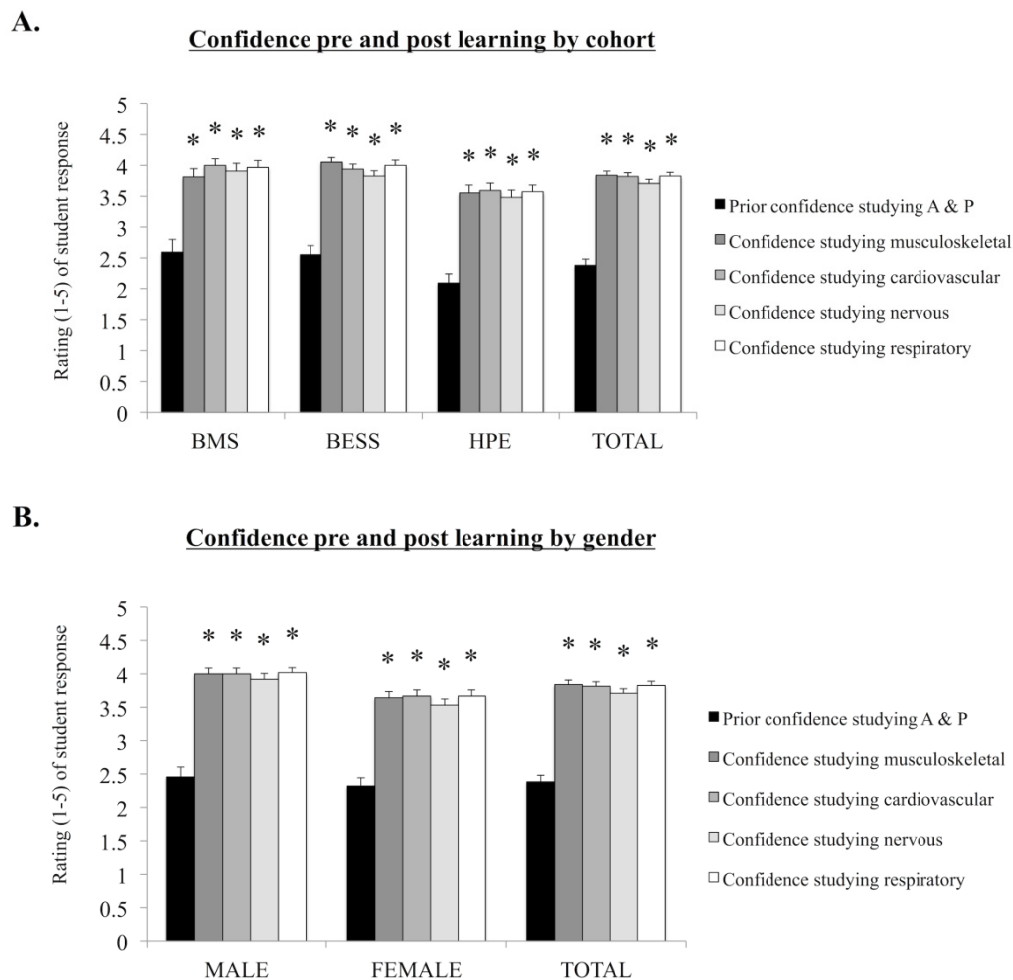 A.
Confidence pre and post learning by cohort
Rating (1-5) of student response
5
4.5
4
3.5
3
2.5
2
1.5
1
0.5
0
* * * * * * * * * * * * * * * *
BMS BESS HPE TOTAL
Prior confidence studying A & P
Confidence studying musculoskeletal
Confidence studying cardiovascular
Confidence studying nervous
Confidence studying respiratory
B.
Confidence pre and post learning by gender
Rating (1-5) of student response
5
4.5
4
3.5
3
2.5
2
1.5
1
0.5
0
* * * * * * * * * * * *
MALE FEMALE TOTAL
Prior confidence studying A & P
Confidence studying musculoskeletal
Confidence studying cardiovascular
Confidence studying nervous
Confidence studying respiratory